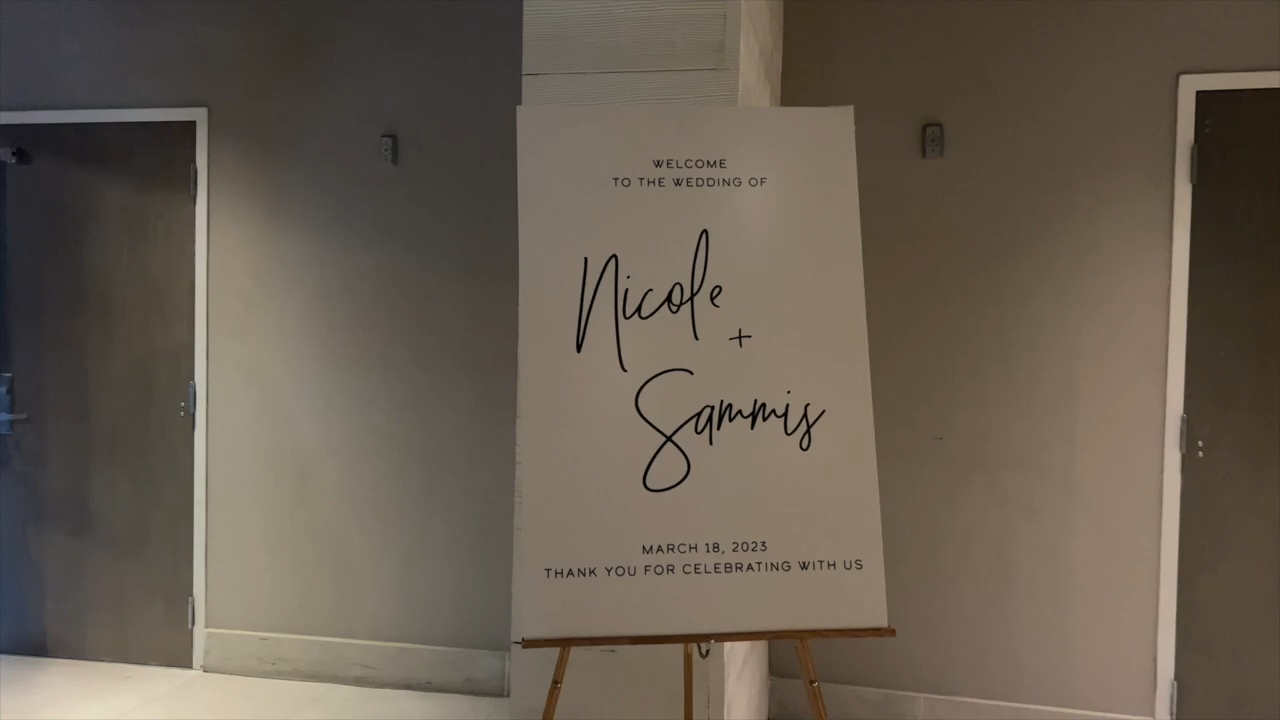 WELCOME
TO THE WEDDING OF
Nicole
+
Sammis
MARCH 18, 2023
THANK YOU FOR CELEBRATING WITH US